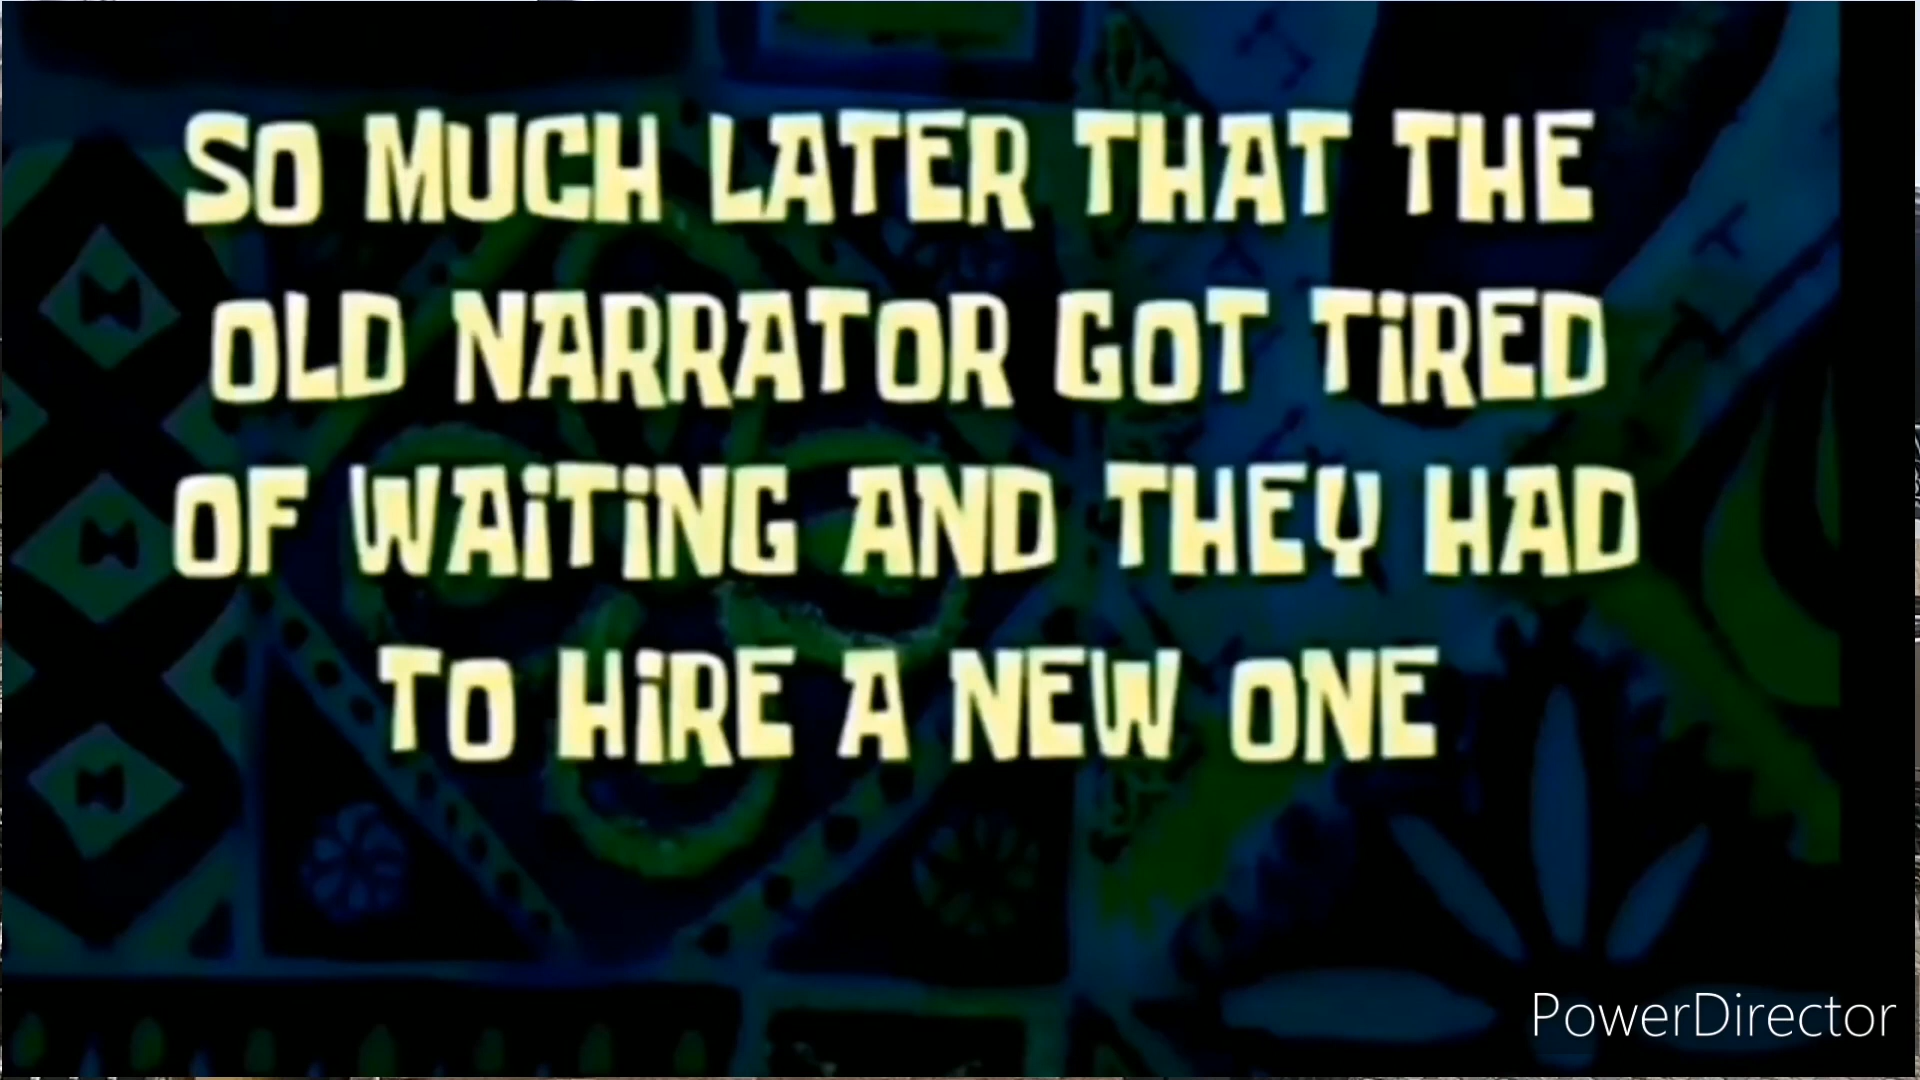 SO MUCH LATER THAT THE
OLD NARRATOR GOT TIRED
OF WAITING AND THEY HAD
TO HIRE A NEW ONE
PowerDirector